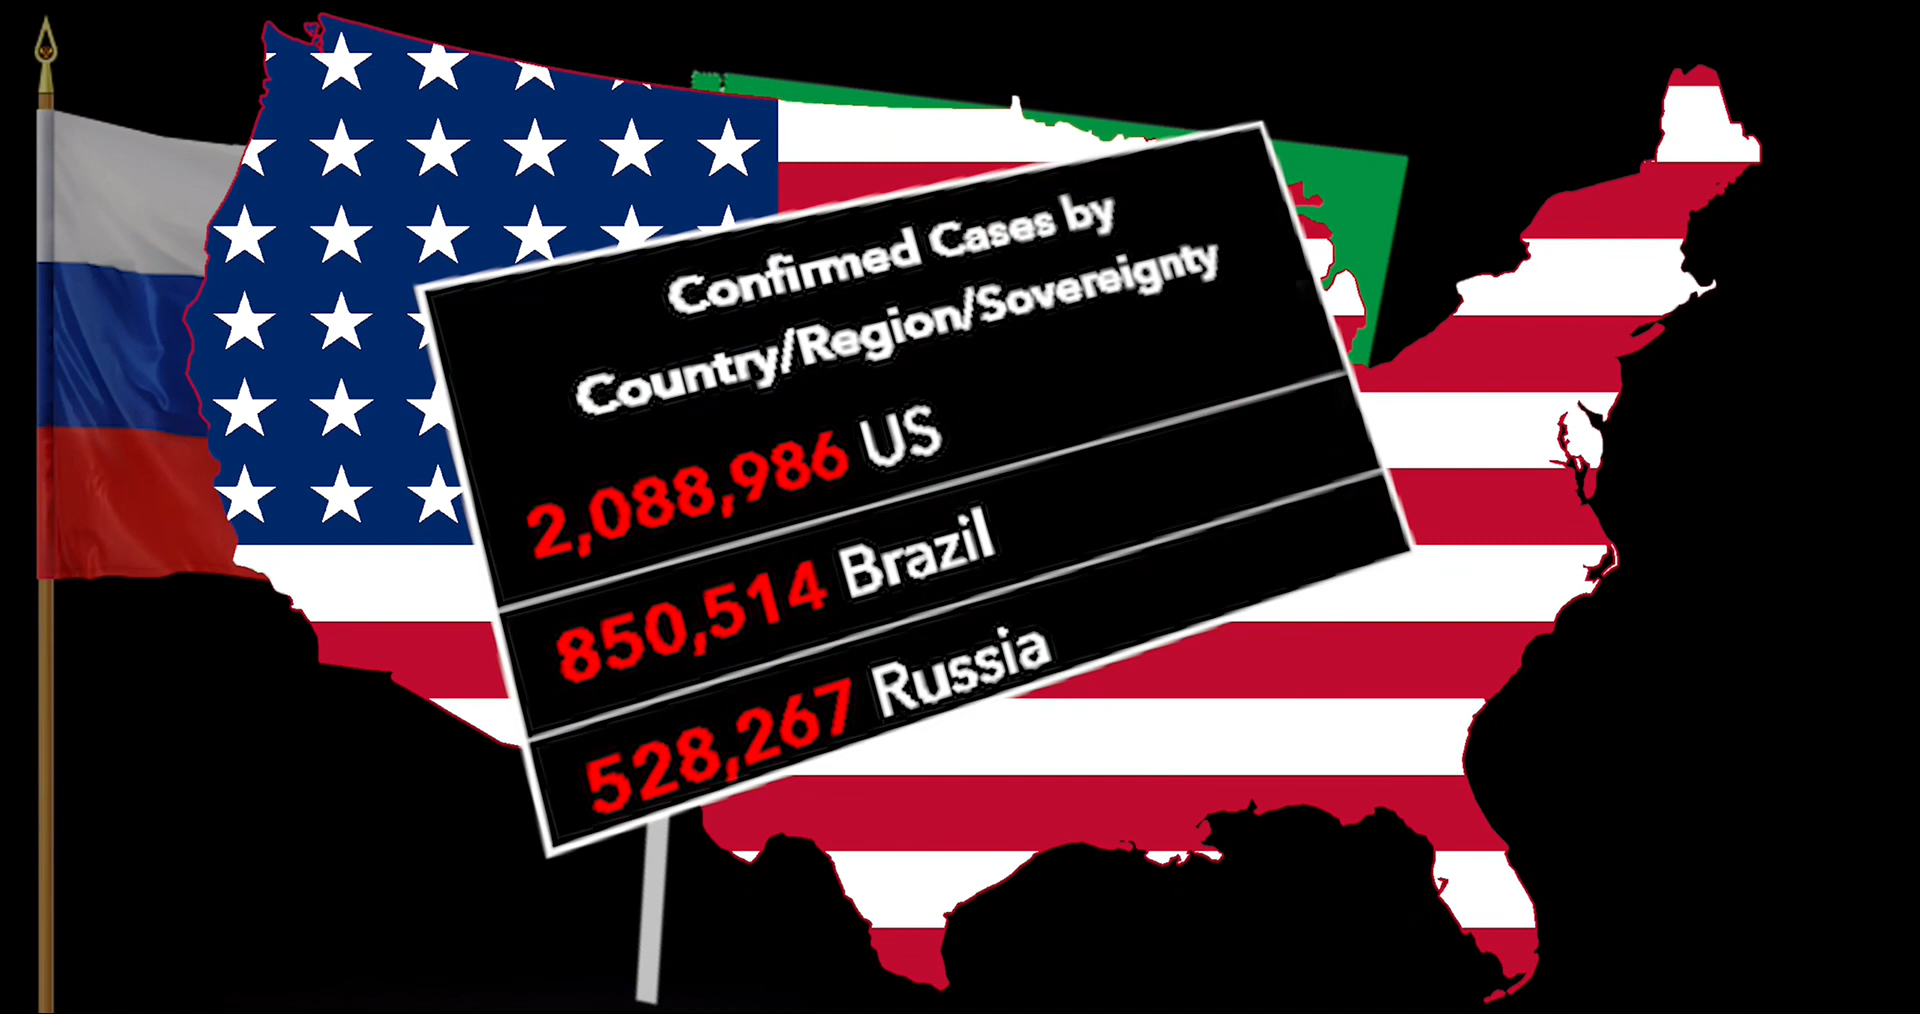 Confirmed Cases by
Country/Region/Sovereignty
2,088,986 US
850,514 Brazil
528,267 Russia